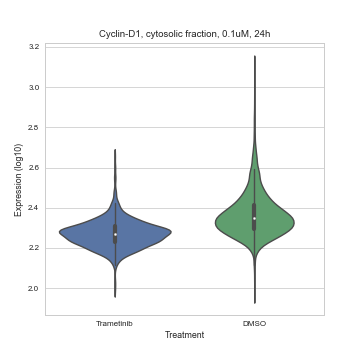 Cyclin-D1, cytosolic fraction, 0.1uM, 24h
3.2
3.0
2.8
2.6
2.4
2.2
2.0
Expression (log10)
Trametinib
DMSO
Treatment